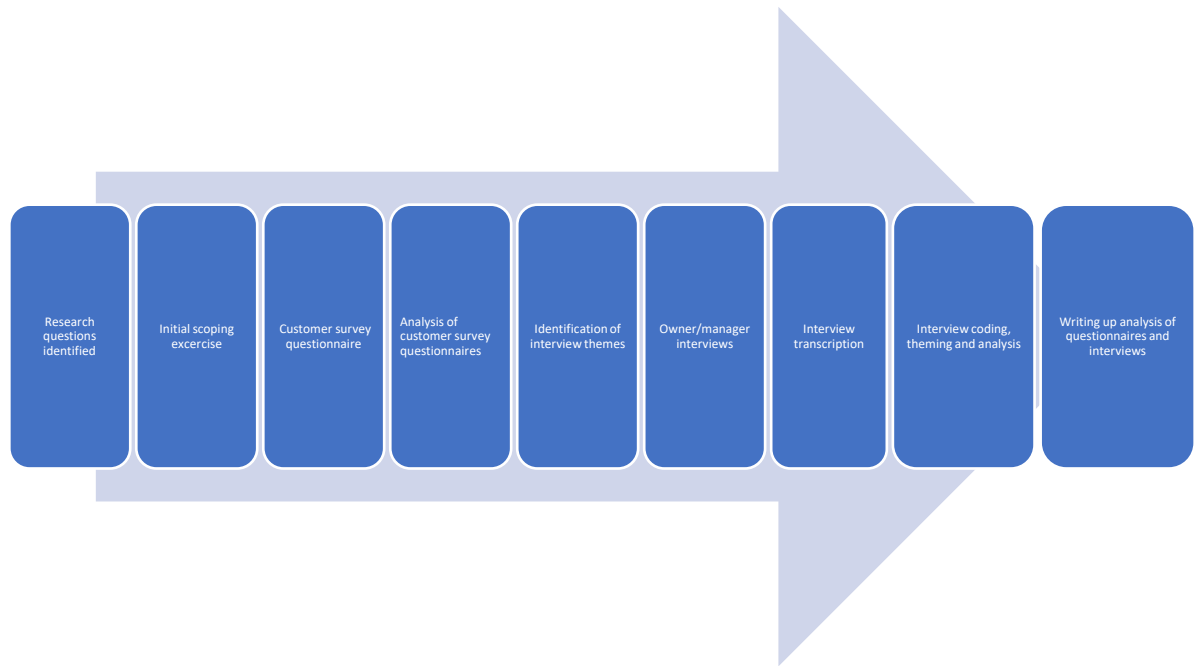 Research
questions
identified
Initial scoping
excercise
Customer survey
questionnaire
Analysis of
customer survey
questionnaires
Identification of
interview themes
Owner/manager
interviews
Interview
transcription
Interview coding,
theming and analysis
Writing up analysis of
questionnaires and
interviews